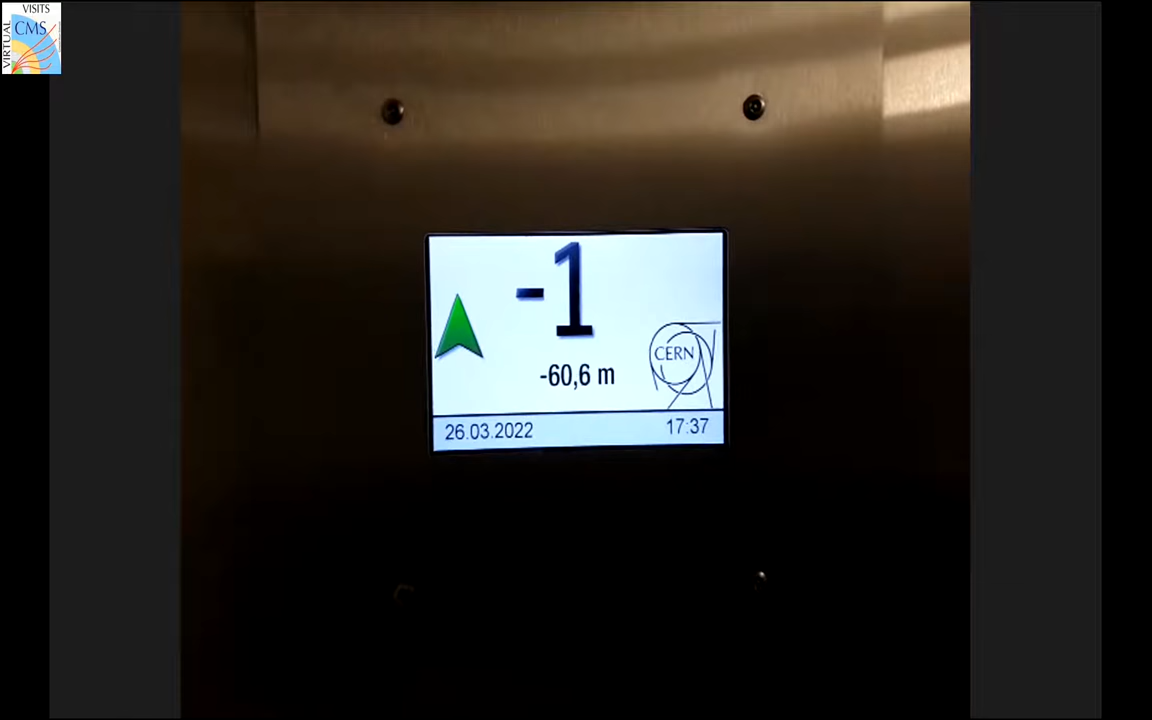 VISITS
CMS
VIRTUAL
-1
-60,6 m
CERN
26.03.2022
17:37